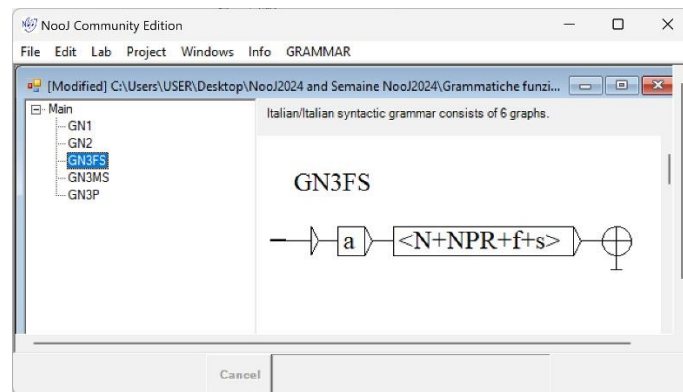 NooJ Community Edition
File Edit Lab Project Windows Info GRAMMAR
[Modified] C:\Users\USER\Desktop\NooJ2024 and Semaine NooJ2024\Grammatiche funzi...
Main
GN1
GN2
GN3FS
GN3MS
GN3P
Italian/Italian syntactic grammar consists of 6 graphs.
GN3FS
a <N+NPR+f+s>
Cancel